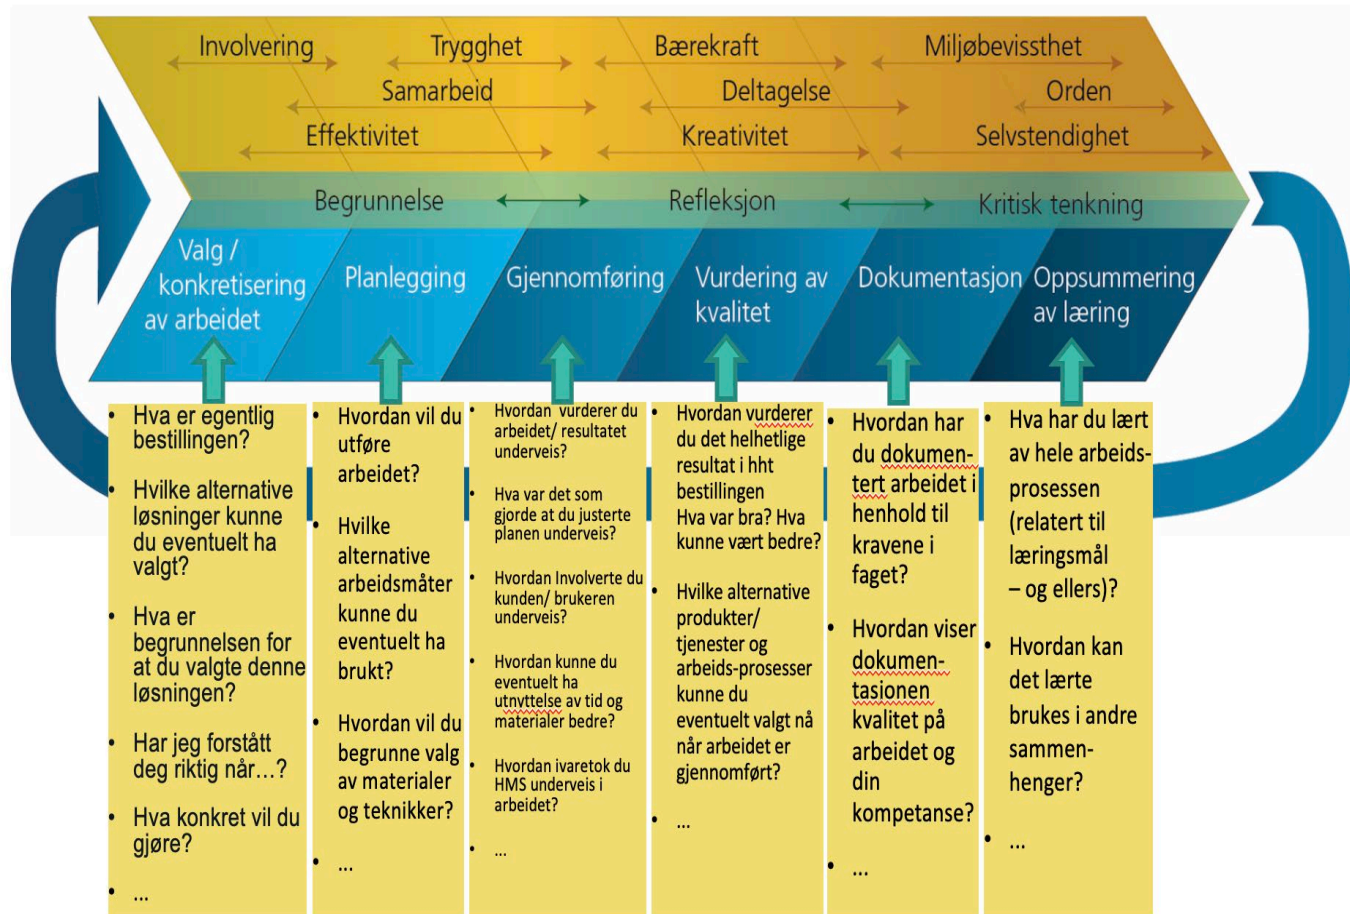 Involvering
Trygghet
Bærekraft
Miljøbevissthet
Samarbeid
Deltagelse
Orden
Effektivitet
Kreativitet
Selvstendighet
Begrunnelse
Refleksjon
Kritisk tenkning
Valg /
konkretisering
av arbeidet
Planlegging
Gjennomføring
Vurdering av
kvalitet
Dokumentasjon
Oppsummering
av læring
• Hva er egentlig
bestillingen?
• Hvilke alternative
løsninger kunne
du eventuelt ha
valgt?
• Hva er
begrunnelsen for
at du valgte denne
løsningen?
• Har jeg forstått
deg riktig når…?
• Hva konkret vil du
gjøre?
• ...
• Hvordan vil du
utføre
arbeidet?
• Hvilke
alternative
arbeidsmåter
kunne du
eventuelt ha
brukt?
• Hvordan vil du
begrunne valg
av materialer
og teknikker?
• ...
• Hvordan vurderer du
arbeidet/ resultatet
underveis?
• Hva var det som
gjorde at du justerte
planen underveis?
• Hvordan Involverte du
kunden/ brukeren
underveis?
• Hvordan kunne du
eventuelt ha
utnvttelse av tid og
materialer bedre?
• Hvordan ivaretok du
HMS underveis i
arbeidet?
• ...
• Hvordan vurderer
du det helhetlige
resultat i hht
bestillingen
Hva var bra? Hva
kunne vært bedre?
• Hvilke alternative
produkter/
tjenester og
arbeids-prosesser
kunne du
eventuelt valgt nå
når arbeidet er
gjennomført?
• ...
• Hvordan har
du dokumen-
tert arbeidet i
henhold til
kravene i
faget?
• Hvordan viser
dokumen-
tasjonen
kvalitet på
arbeidet og
din
kompetanse?
• ...
• Hva har du lært
av hele arbeids-
prosessen
(relatert til
læringsmål
– og ellers)?
• Hvordan kan
det lærte
brukes i andre
sammen-
henger?
• ...